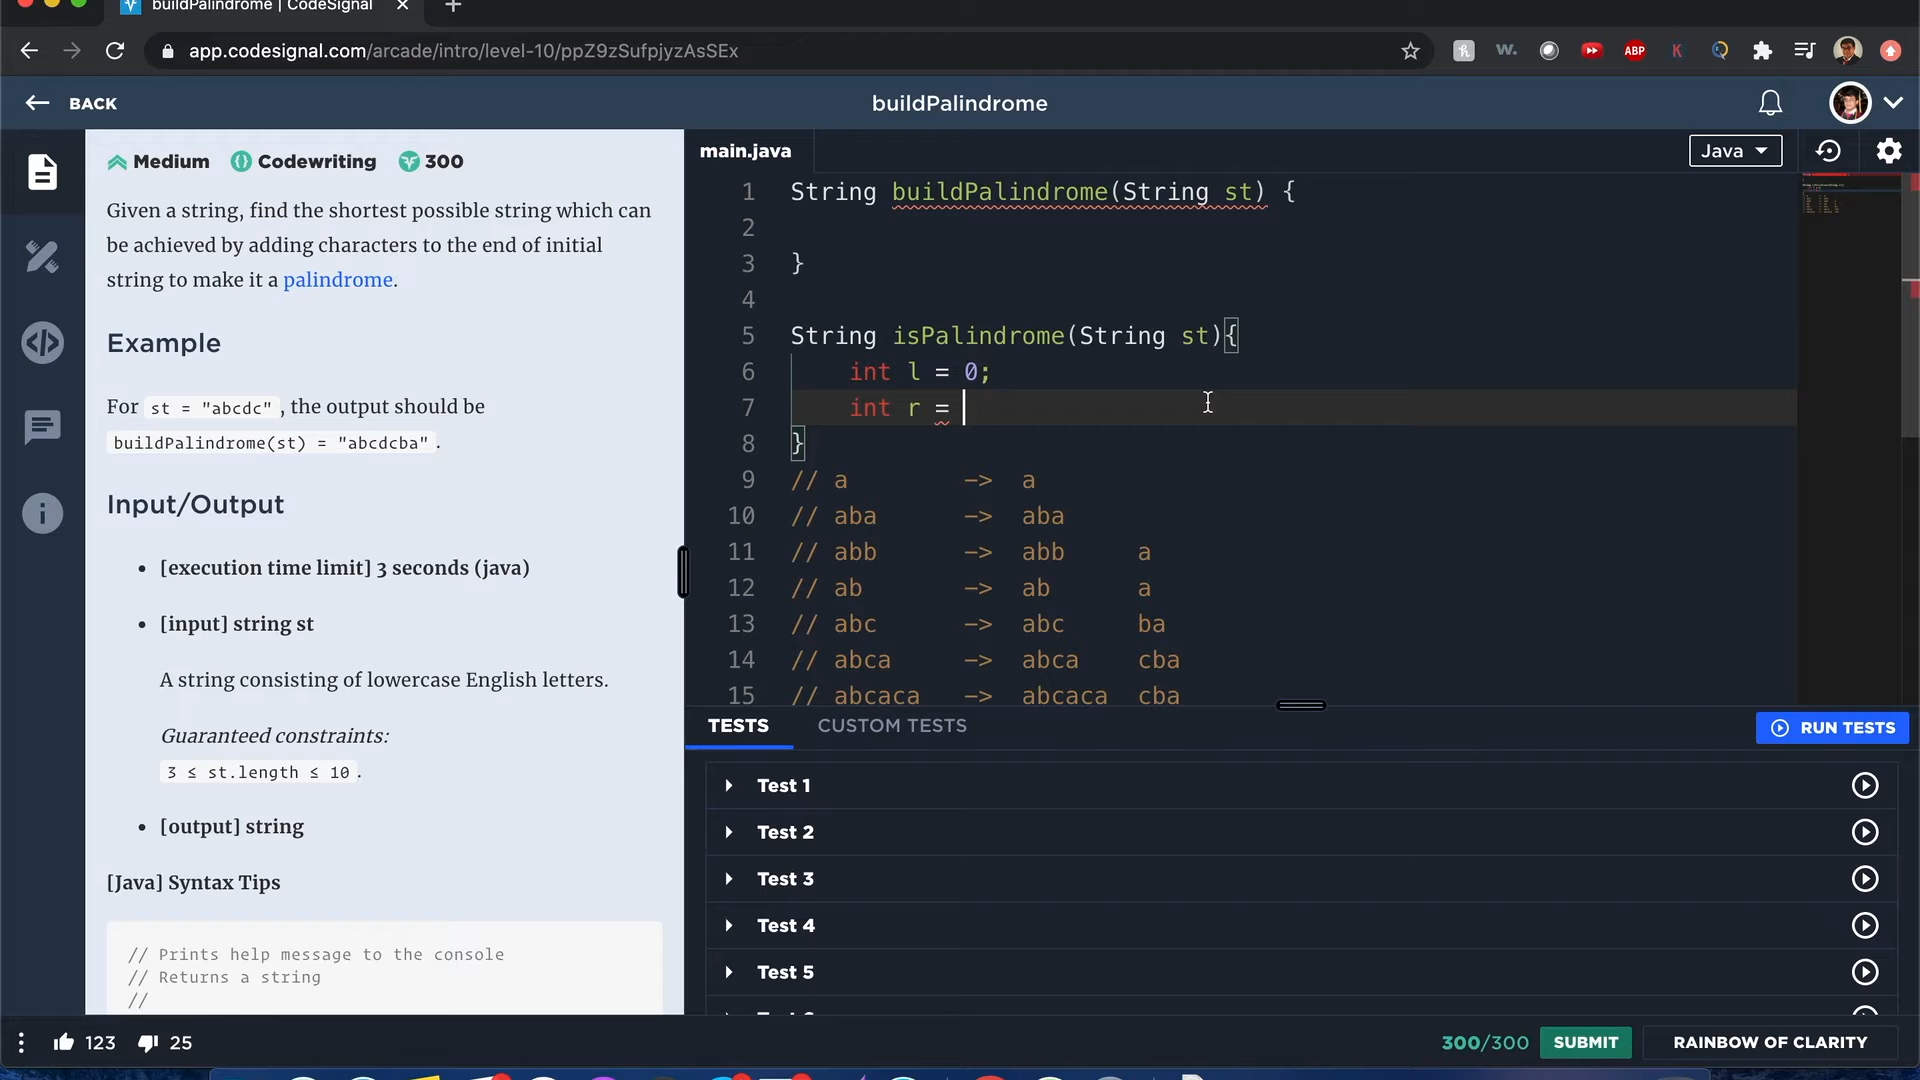 buildPalindrome | CodeSignal
app.codesignal.com/arcade/intro/level-10/ppZ9zSufpjyzAsSEx
ABP
BACK
buildPalindrome
Medium Codewriting 300
Given a string, find the shortest possible string which can
be achieved by adding characters to the end of initial
string to make it a palindrome.
Example
For st = "abcdc" , the output should be
buildPalindrome(st) = "abcdcba" .
Input/Output
• [execution time limit] 3 seconds (java)
• [input] string st
A string consisting of lowercase English letters.
Guaranteed constraints:
3 ≤ st.length ≤ 10 .
• [output] string
[Java] Syntax Tips
// Prints help message to the console
// Returns a string
//
123 25
main.java
Java
1 String buildPalindrome(String st) {
2
3 }
4
5 String isPalindrome(String st){
6 int l = 0;
7 int r =
8 }
9 // a -> a
10 // aba -> aba
11 // abb -> abb a
12 // ab -> ab a
13 // abc -> abc ba
14 // abca -> abca cba
15 // abcaca -> abcaca cba
TESTS CUSTOM TESTS
RUN TESTS
Test 1
Test 2
Test 3
Test 4
Test 5
300/300 SUBMIT RAINBOW OF CLARITY